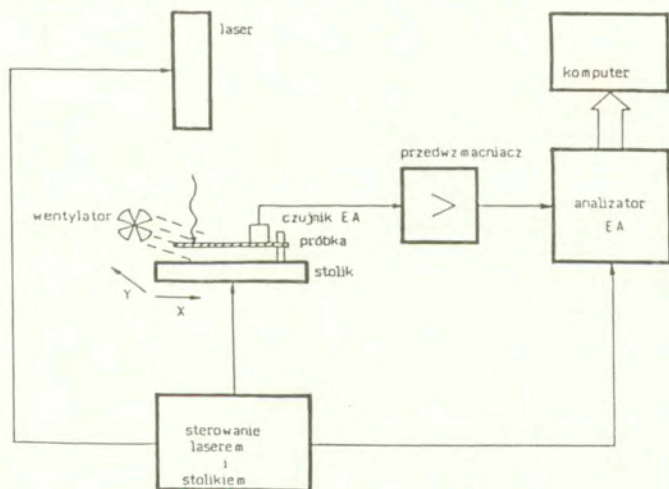 laser
komputer
przedwzmacniacz
wentylator
czujnik EA
>
analizator
EA
próbka
stolik
Y
X
sterowanie
laserem
i
stolikiem